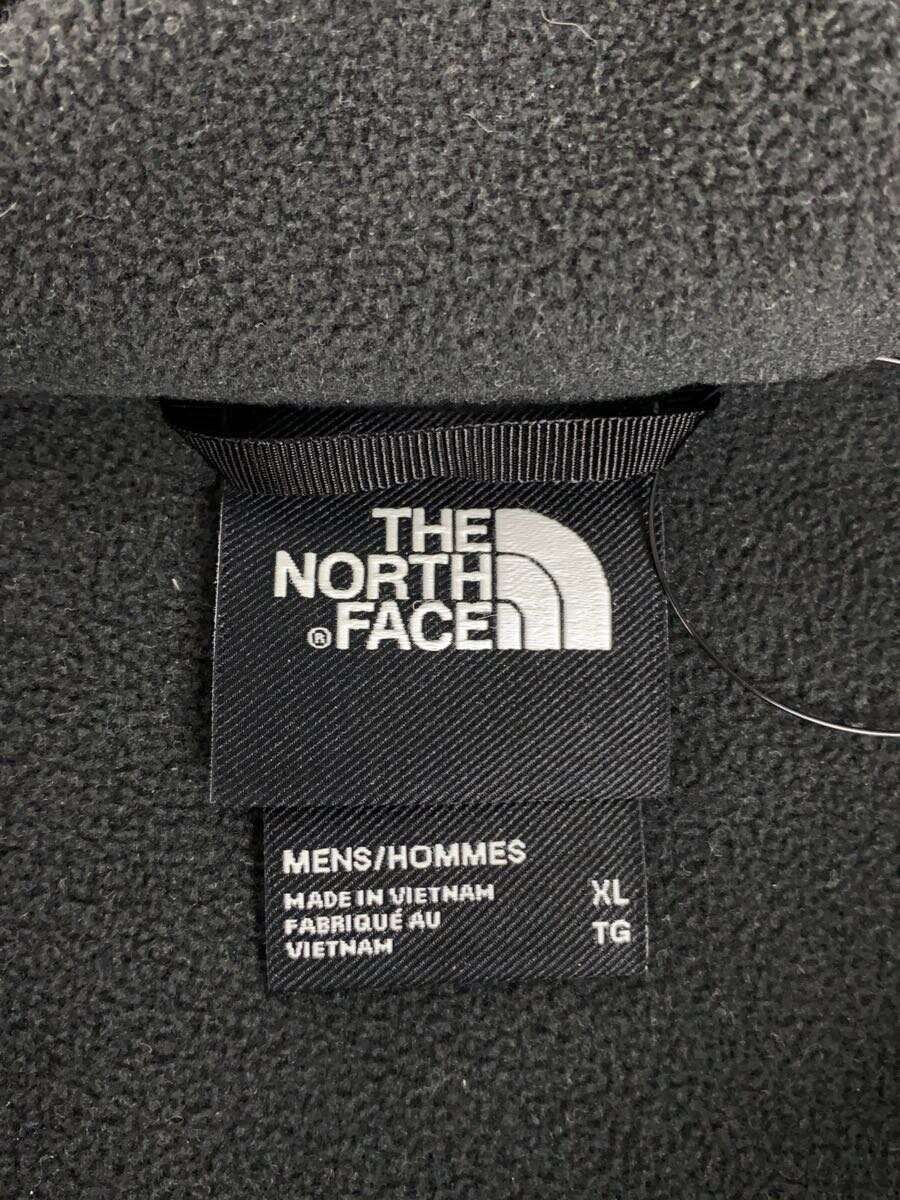 THE
NORTH
® FACE
MENS/HOMMES
MADE IN VIETNAM XL
FABRIQUÉ AU TG
VIETNAM